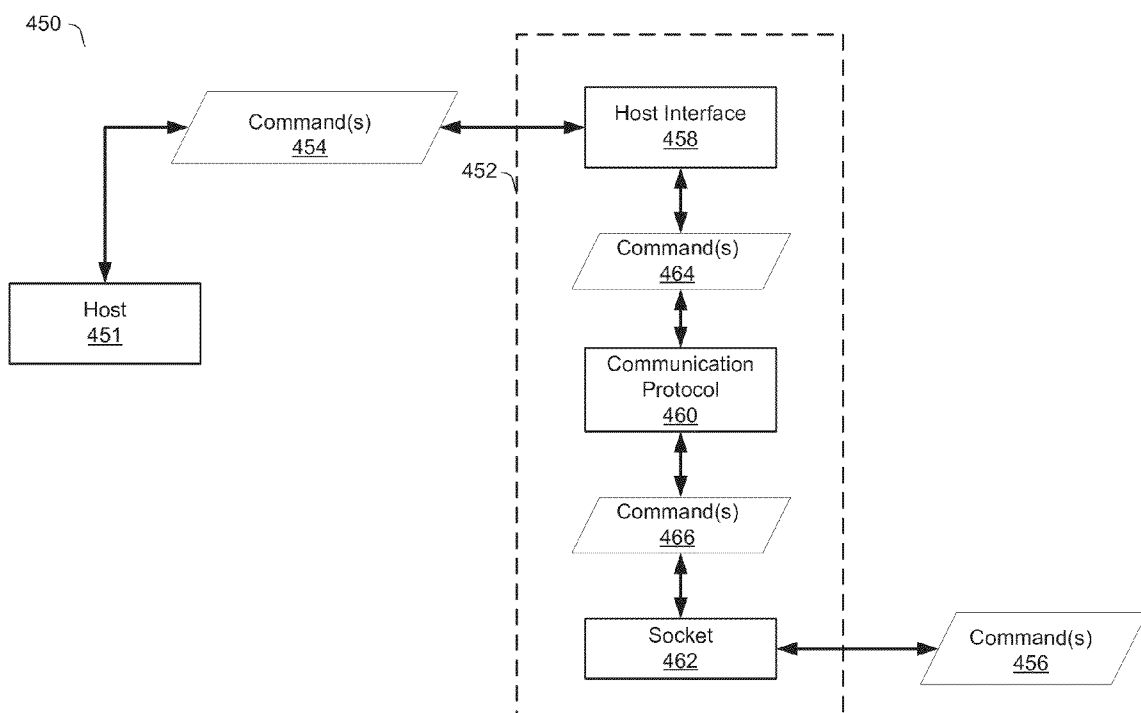 450
Command(s)
454
Host Interface
458
452
Command(s)
464
Host
451
Communication
Protocol
460
Command(s)
466
Socket
462
Command(s)
456